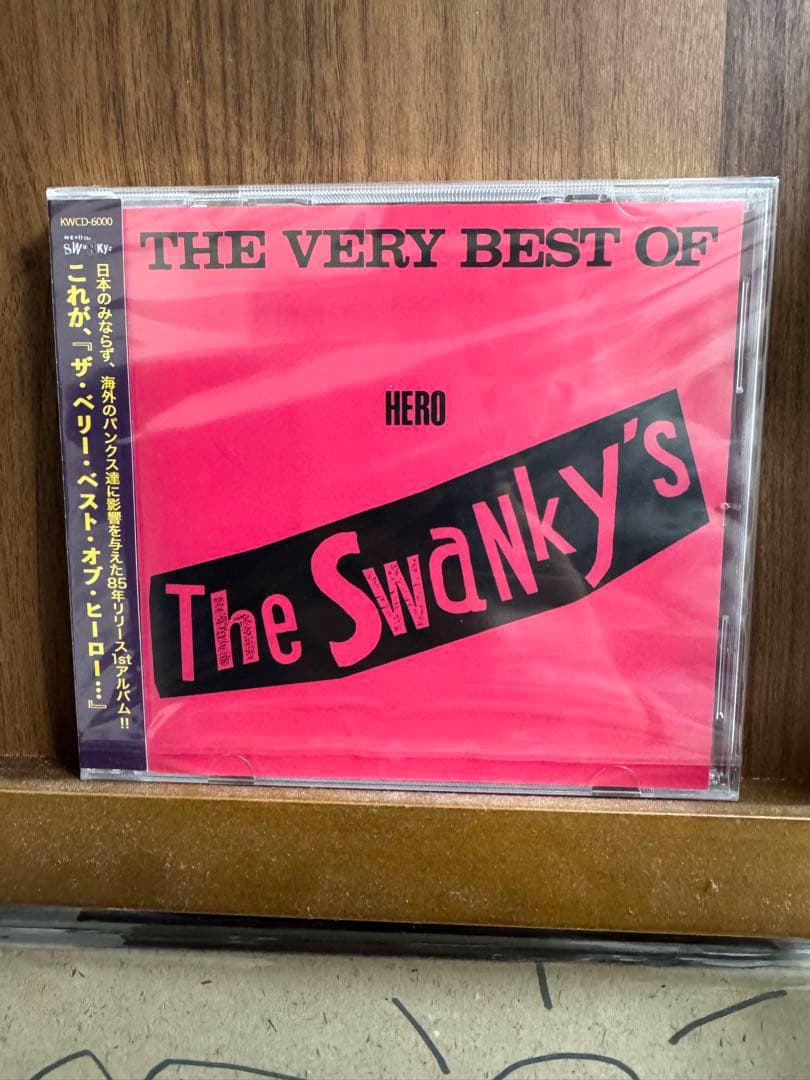 KWCD-6000
SWaNKys
日本のみならず、海外のパンクス達に影響を与えた85年リリース1stアルバム!!
これが、『ザ・ベリー・ベスト・オブ・ヒーロー…』
THE VERY BEST OF
HERO
The SwaNky's